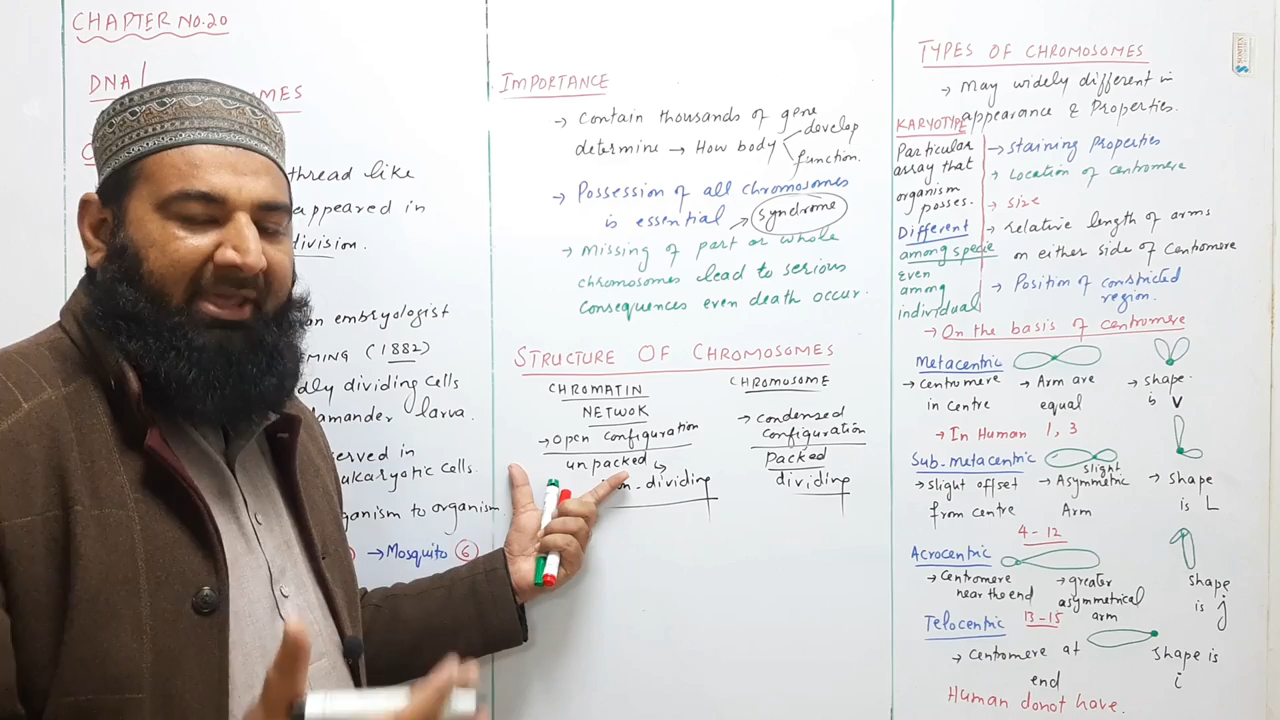 CHAPTER NO.20
DNA
thread like
appeared in
division.
an embryologist
EMING (1882)
dly dividing cells
lamander larva.
erved in
ukaryotic cells.
ganism to organism
→ Mosquito 6
IMPORTANCE
→ Contain thousands of gene
determine → How body
develop
function.
→ Possession of all chromosomes
is essential → syndrome
→ Missing of part or whole
chromosomes lead to serious
consequences even death occur.
STRUCTURE OF CHROMOSOMES
CHROMATIN
NETWOK
→ Open configuration
unpacked
non-dividing
CHROMOSOME
→ condensed
configuration
Packed
dividing
TYPES OF CHROMOSOMES
→ May widely different in
appearance & Properties.
KARYOTYPE
Particular
array that
organism
posses.
Different
among specie
Even
among
individual
→ Staining Properties
→ Location of centromere
→ Size
→ relative length of arms
on either side of centromere
→ Position of constricted
region.
→ On the basis of centromere
Metacentric
→ centromere
in centre
→ Arm are
equal
→ shape
is V
→ In Human 1, 3
Sub-metacentric
→ slight offset
from centre
→ slight
Asymmetric
Arm
→ shape
is L
4-12
Acrocentric
→ Centromere
near the end
→ greater
asymmetrical
arm
shape
is j
13-15
Telocentric
→ Centromere at
end
shape is
i
Human donot have.